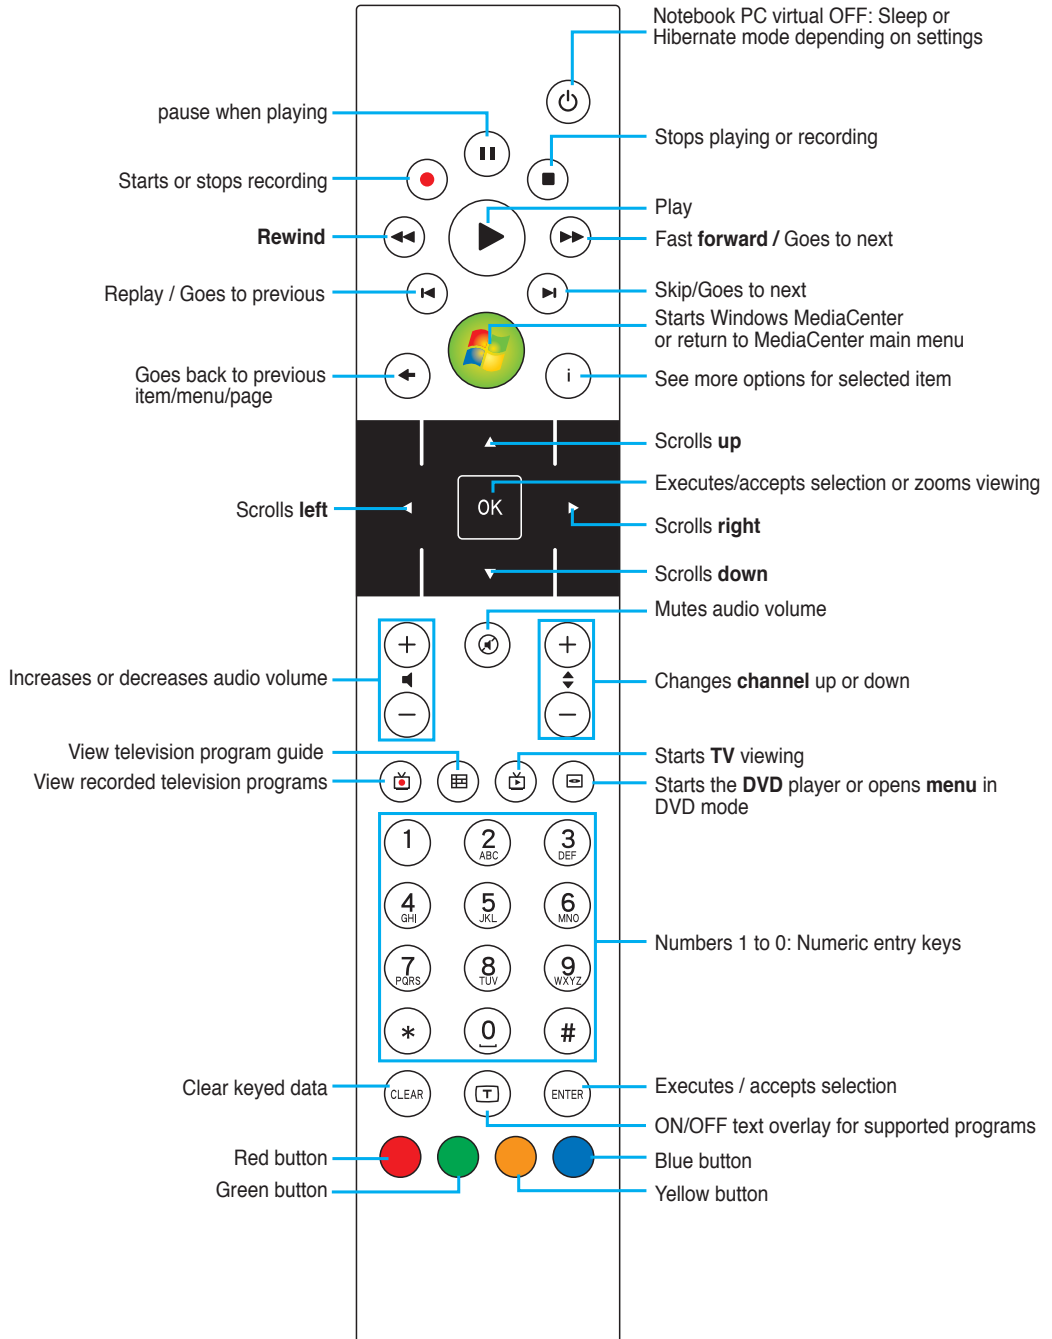 Notebook PC virtual OFF: Sleep or
Hibernate mode depending on settings
pause when playing
Stops playing or recording
Starts or stops recording
Play
Rewind
Fast forward / Goes to next
Replay / Goes to previous
Skip/Goes to next
Starts Windows MediaCenter
or return to MediaCenter main menu
Goes back to previous
item/menu/page
i
See more options for selected item
Scrolls up
Executes/accepts selection or zooms viewing
Scrolls left
OK
Scrolls right
Scrolls down
Mutes audio volume
+
+
Increases or decreases audio volume
Changes channel up or down
−
−
View television program guide
Starts TV viewing
View recorded television programs
Starts the DVD player or opens menu in
DVD mode
1
2
ABC
3
DEF
4
GHI
5
JKL
6
MNO
Numbers 1 to 0: Numeric entry keys
7
PQRS
8
TUV
9
WXYZ
*
0
#
Clear keyed data
CLEAR
T
ENTER
Executes / accepts selection
ON/OFF text overlay for supported programs
Red button
Blue button
Green button
Yellow button